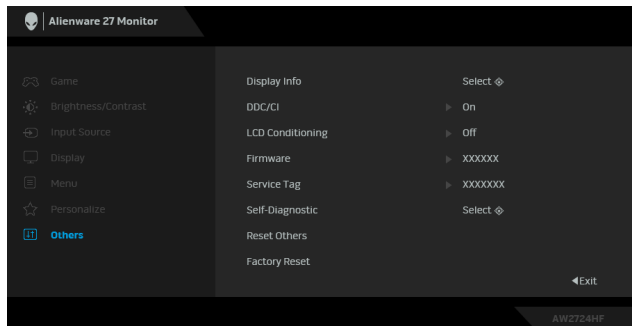 Alienware 27 Monitor
Game
Display Info Select
Brightness/Contrast
DDC/CI On
Input Source
LCD Conditioning Off
Display
Firmware XXXXXX
Menu
Service Tag XXXXXXX
Personalize
Self-Diagnostic Select
Others
Reset Others
Factory Reset
Exit
AW2724HF